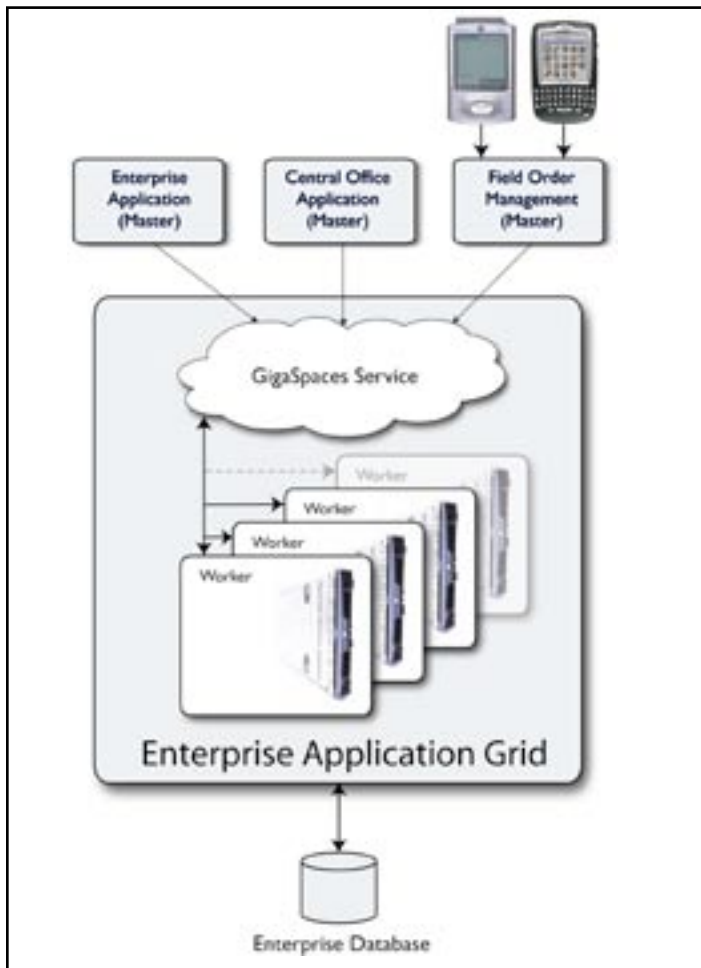 Enterprise
Application
(Master)
Central Office
Application
(Master)
Field Order
Management
(Master)
GigaSpaces Service
Worker
Worker
Worker
Worker
Enterprise Application Grid
Enterprise Database